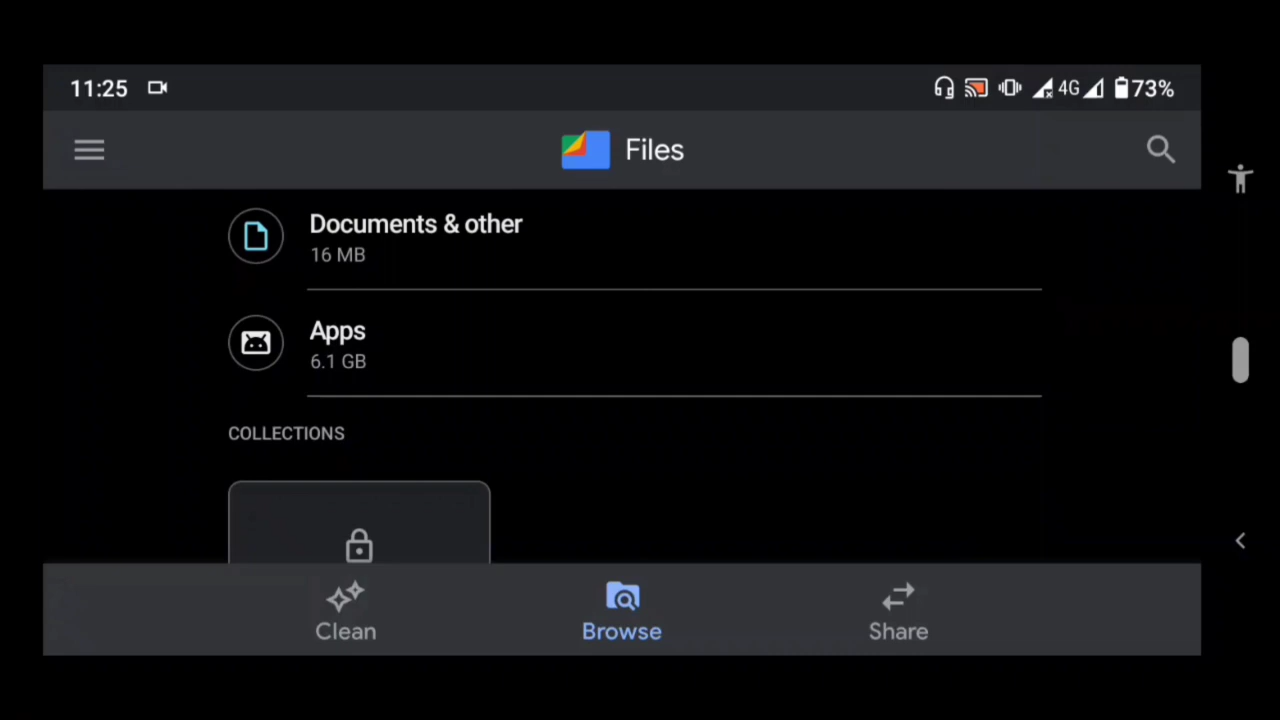 11:25 4G 73%
Files
Documents & other
16 MB
Apps
6.1 GB
COLLECTIONS
Clean Browse Share